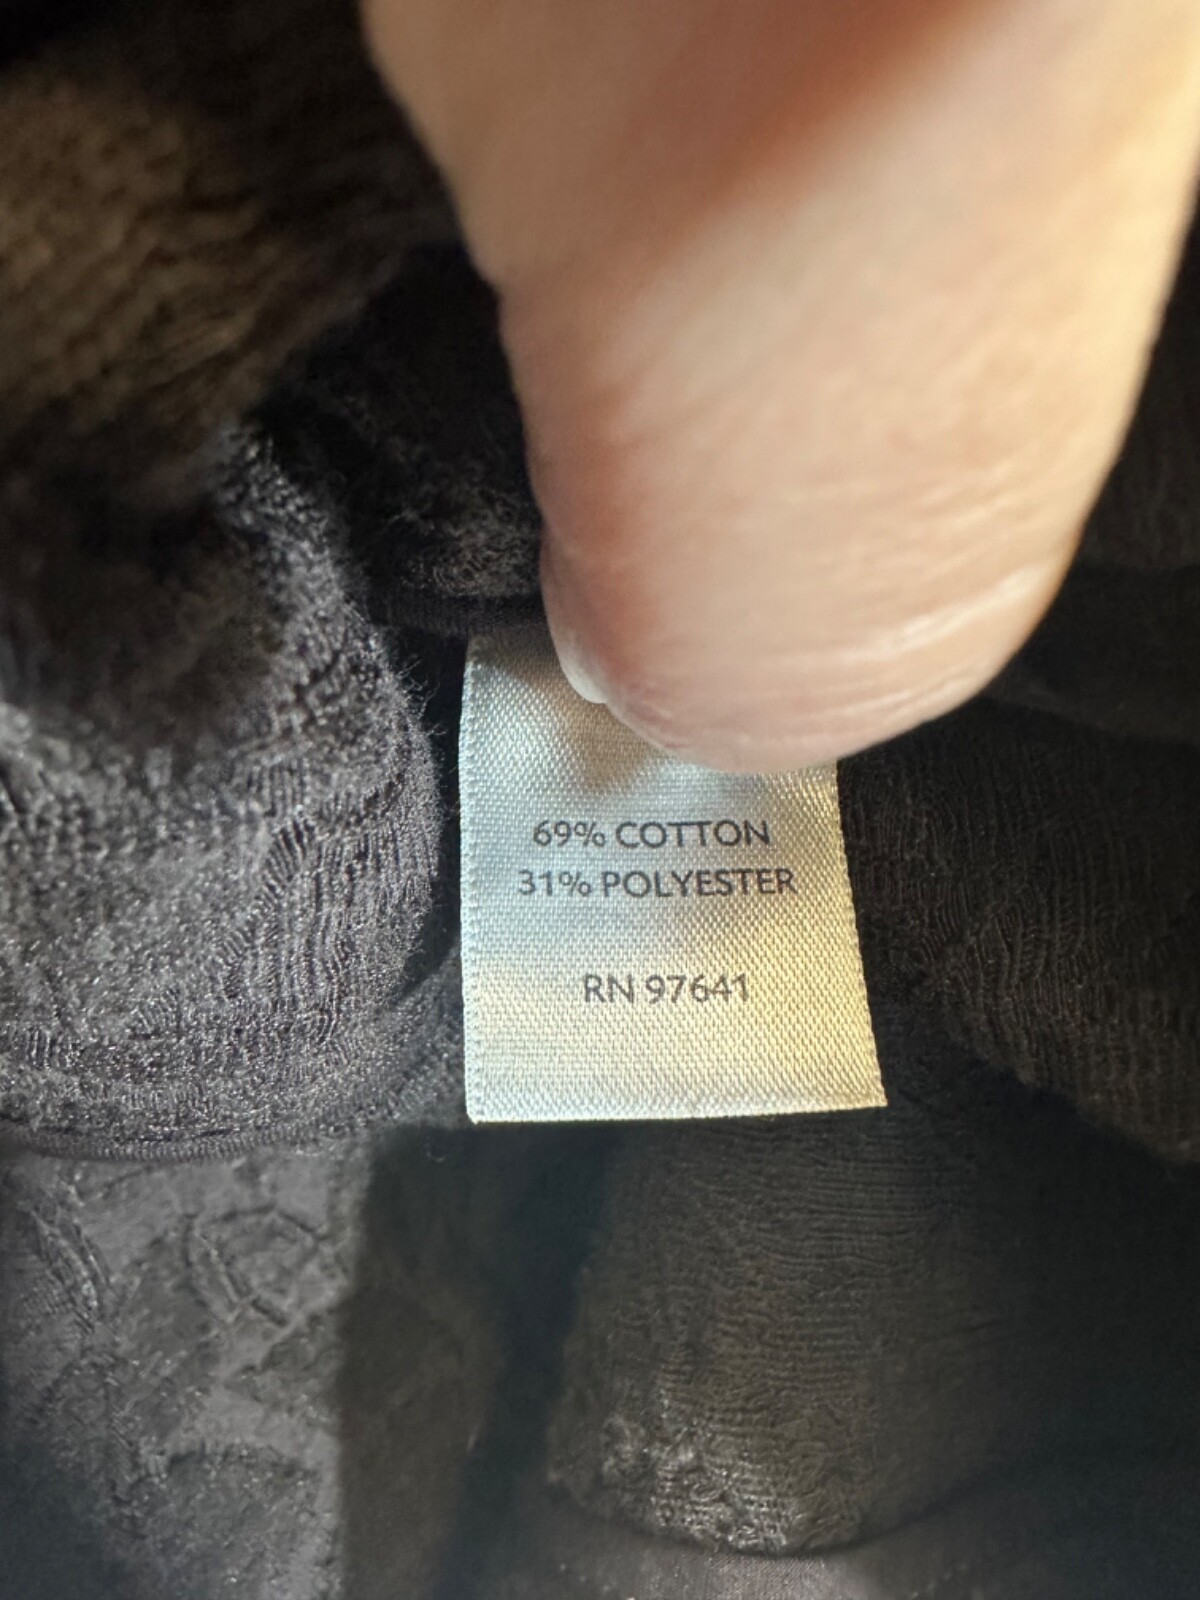 69% COTTON
31% POLYESTER
RN 97641